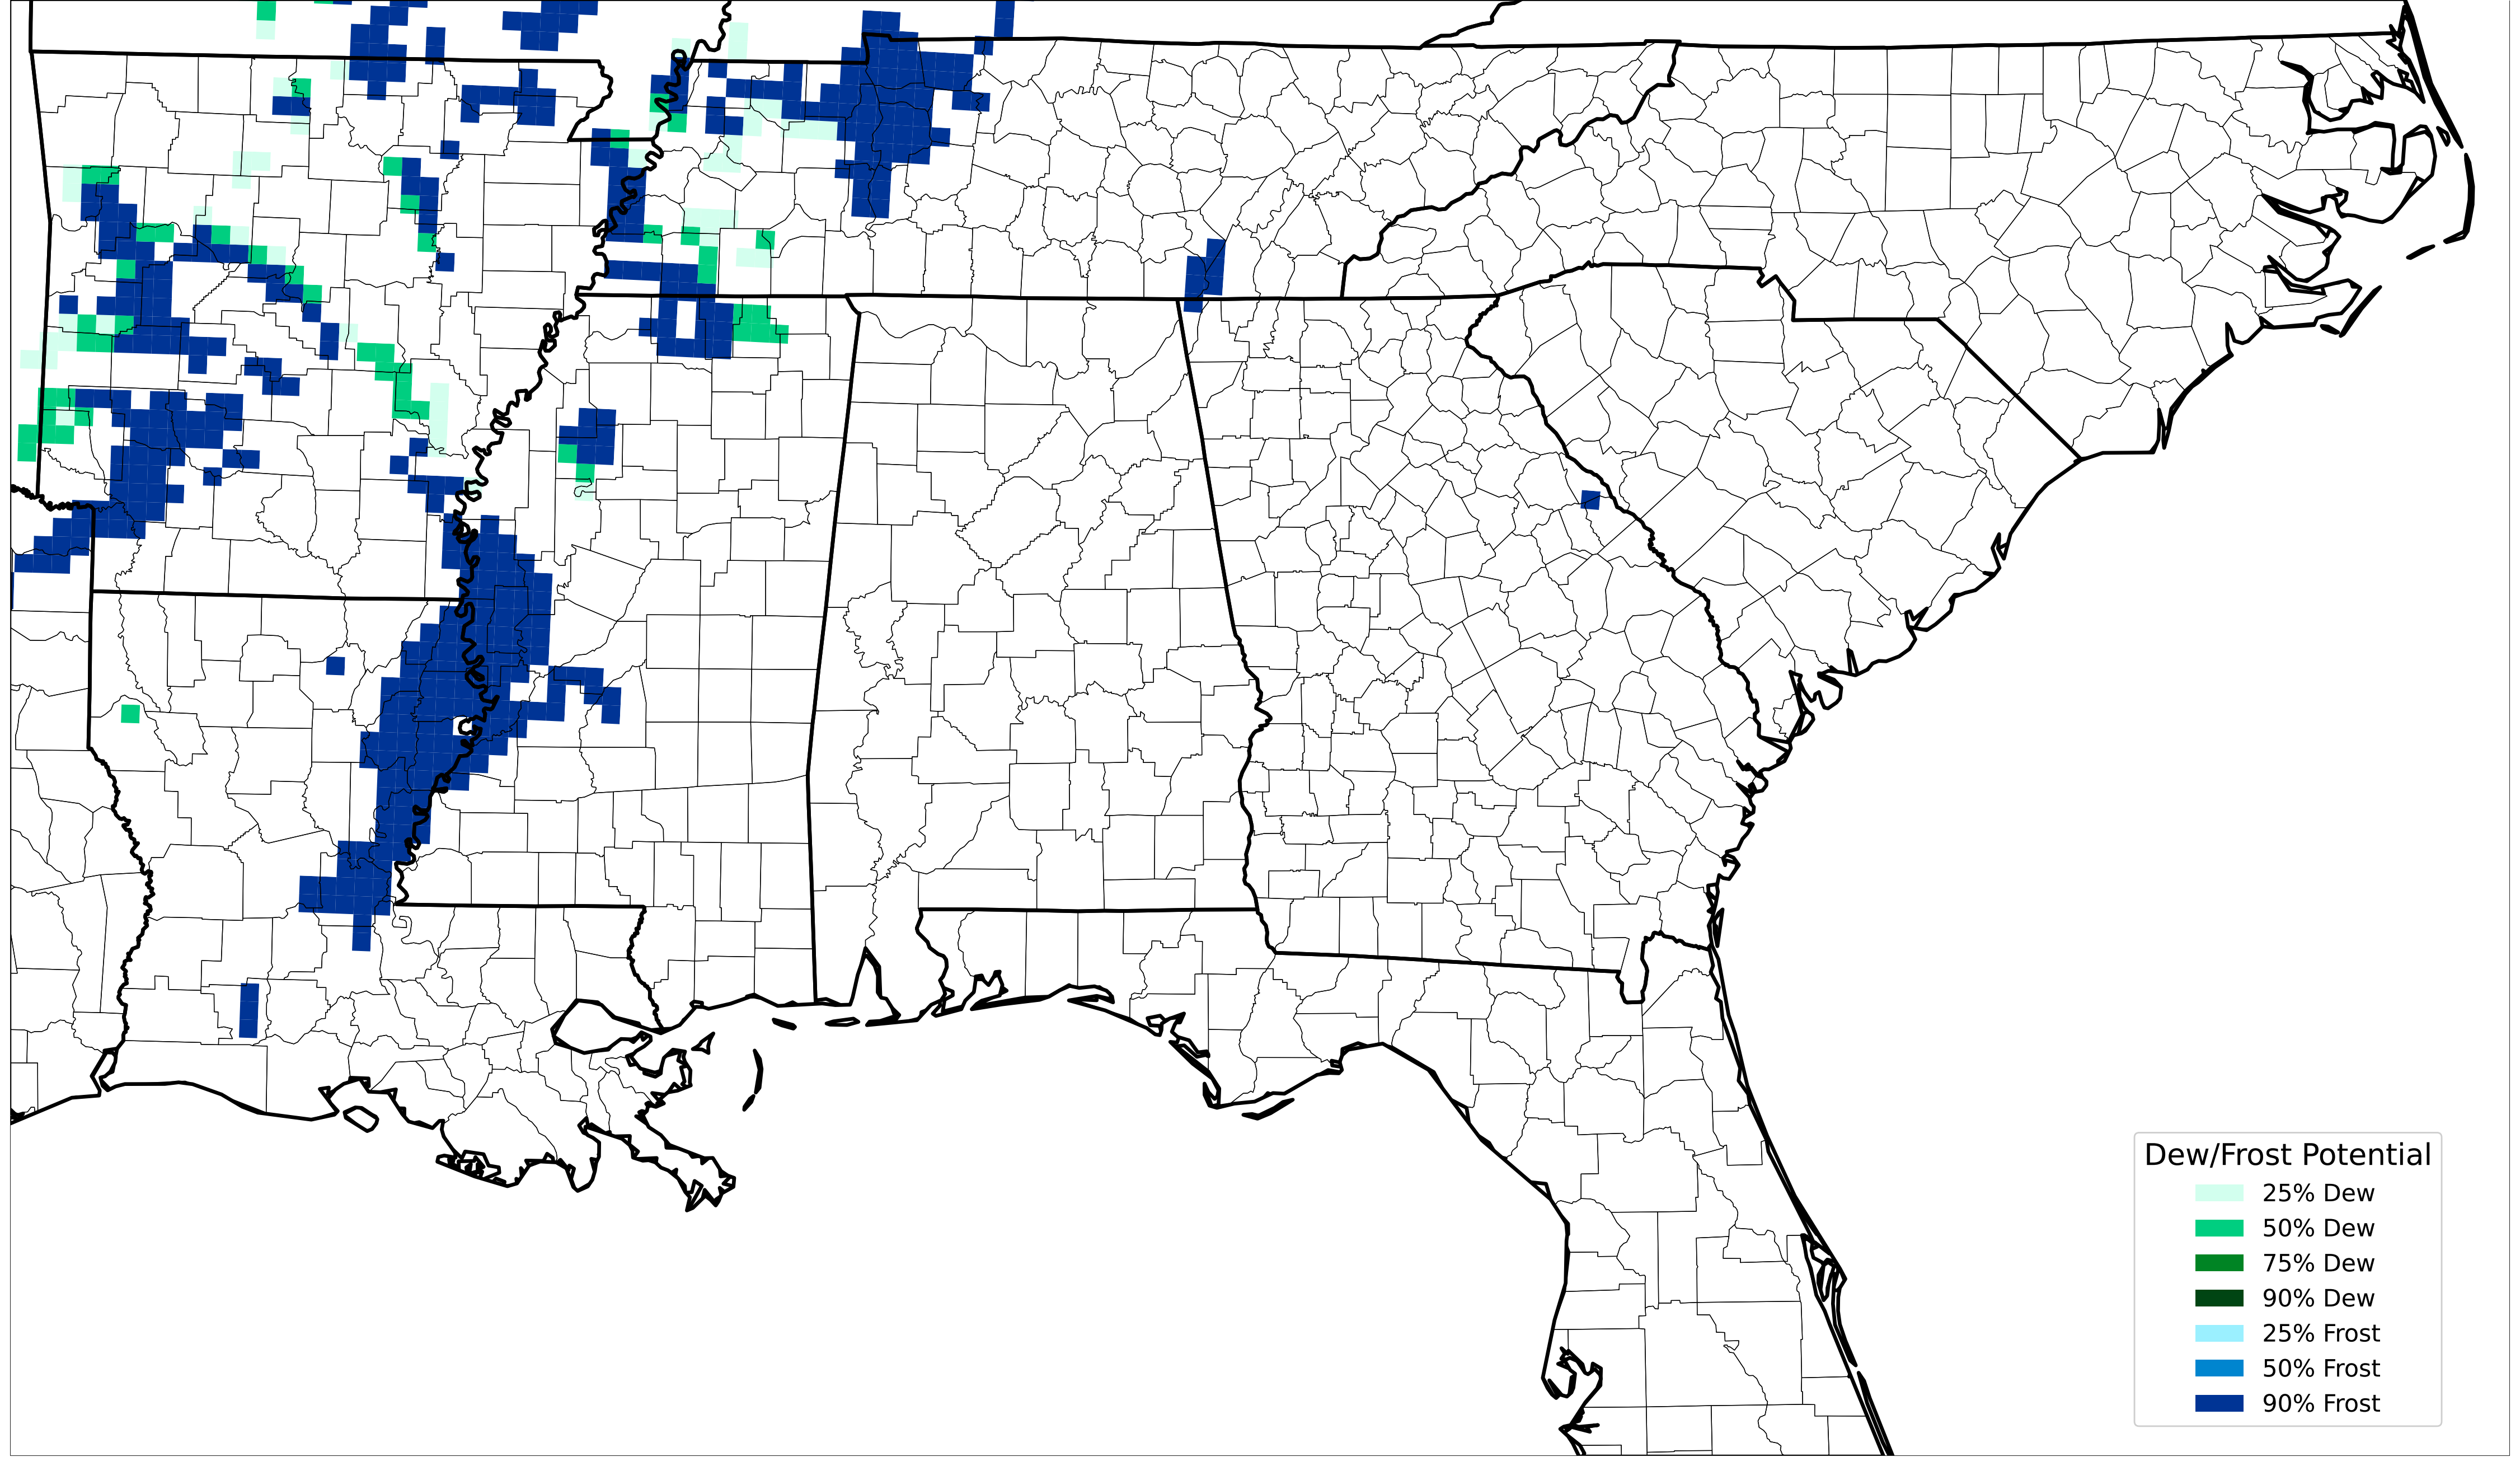 Dew/Frost Potential
25% Dew
50% Dew
75% Dew
90% Dew
25% Frost
50% Frost
90% Frost